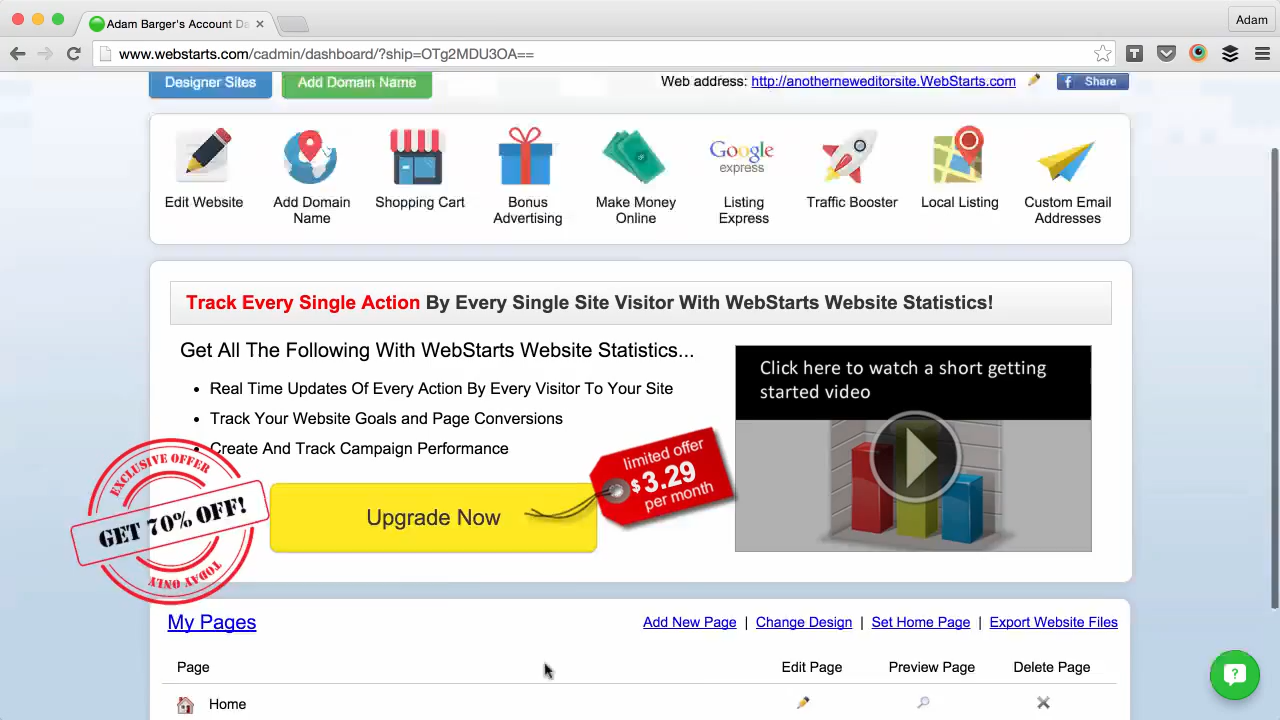 Adam Barger's Account Da
Adam
www.webstarts.com/cadmin/dashboard/?ship=OTg2MDU3OA==
Designer Sites
Add Domain Name
Web address: http://anotherneweditorsite.WebStarts.com
f Share
Google
express
Edit Website
Add Domain
Name
Shopping Cart
Bonus
Advertising
Make Money
Online
Listing
Express
Traffic Booster
Local Listing
Custom Email
Addresses
Track Every Single Action By Every Single Site Visitor With WebStarts Website Statistics!
Get All The Following With WebStarts Website Statistics...
• Real Time Updates Of Every Action By Every Visitor To Your Site
• Track Your Website Goals and Page Conversions
• Create And Track Campaign Performance
Click here to watch a short getting
started video
EXCLUSIVE OFFER
GET 70% OFF!
TODAY ONLY
Upgrade Now
limited offer
$3.29
per month
My Pages
Add New Page | Change Design | Set Home Page | Export Website Files
Page
Edit Page
Preview Page
Delete Page
Home